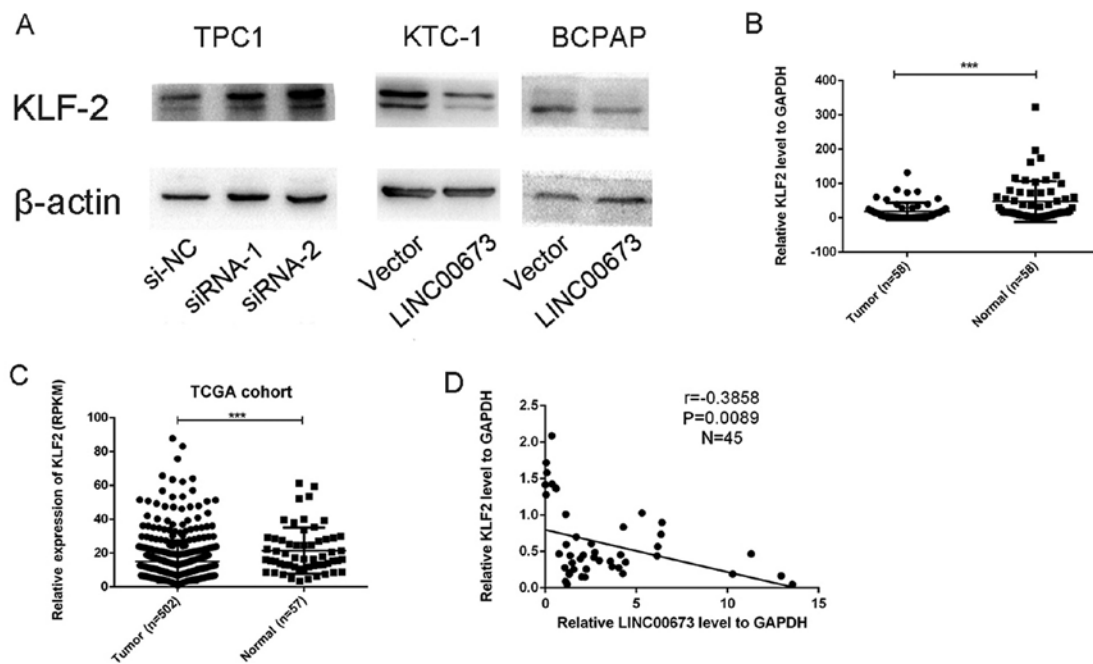 A
TPC1
KTC-1
BCPAP
KLF-2
β-actin
si-NC
siRNA-1
siRNA-2
Vector
LINC00673
Vector
LINC00673
B
Relative KLF2 level to GAPDH
400
300
200
100
0
-100
***
Tumor (n=58)
Normal (n=58)
C
TCGA cohort
Relative expression of KLF2 (RPKM)
100
80
60
40
20
0
***
Tumor (n=502)
Normal (n=57)
D
r=-0.3858
P=0.0089
N=45
Relative KLF2 level to GAPDH
2.5
2.0
1.5
1.0
0.5
0.0
0
5
10
15
Relative LINC00673 level to GAPDH